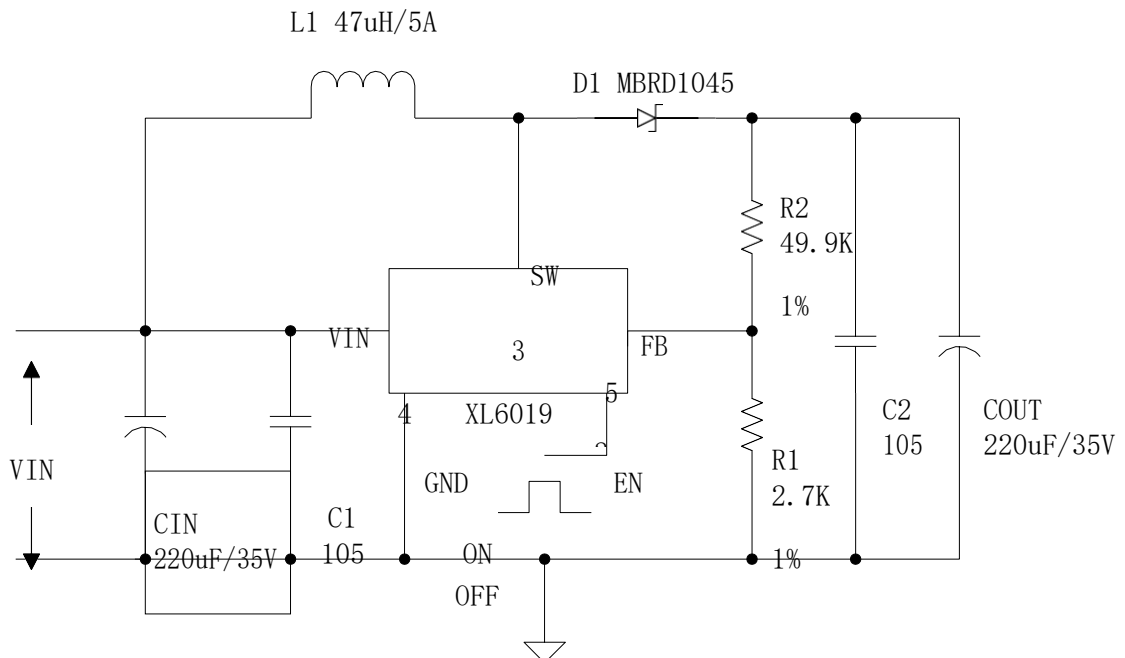 L1 47uH/5A
D1 MBRD1045
R2
49.9K
1%
SW
VIN
3
FB
5
4
XL6019
2
C2
105
COUT
220uF/35V
VIN
GND
EN
R1
2.7K
CIN
220uF/35V
C1
105
ON
1%
OFF